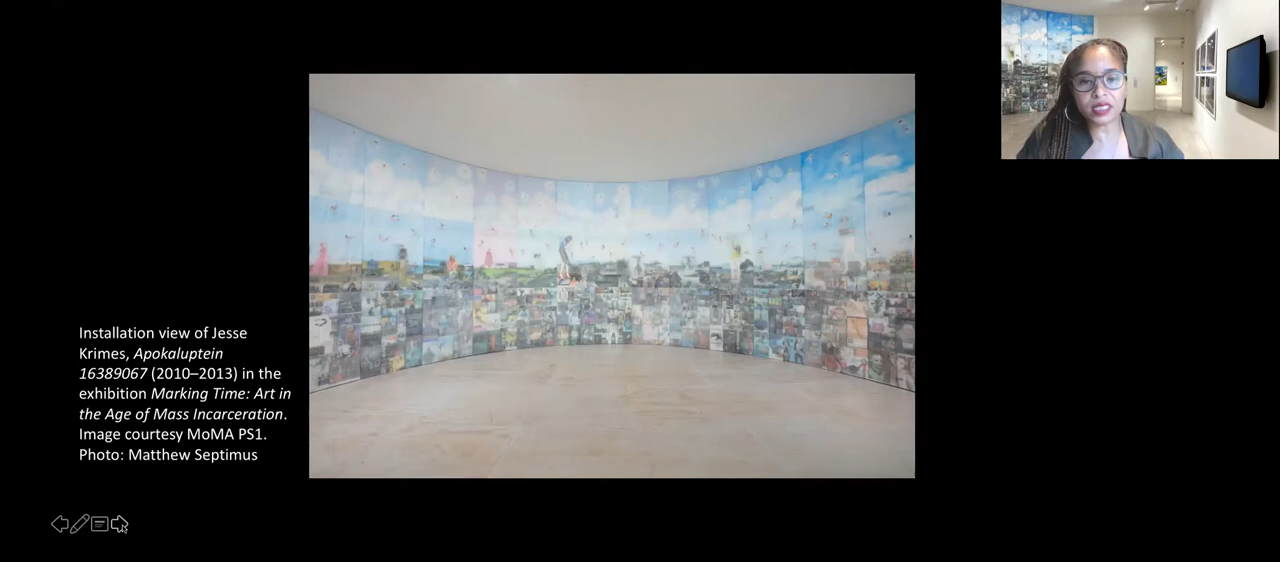 Installation view of Jesse
Krimes, Apokaluptein
16389067 (2010–2013) in the
exhibition Marking Time: Art in
the Age of Mass Incarceration.
Image courtesy MoMA PS1.
Photo: Matthew Septimus